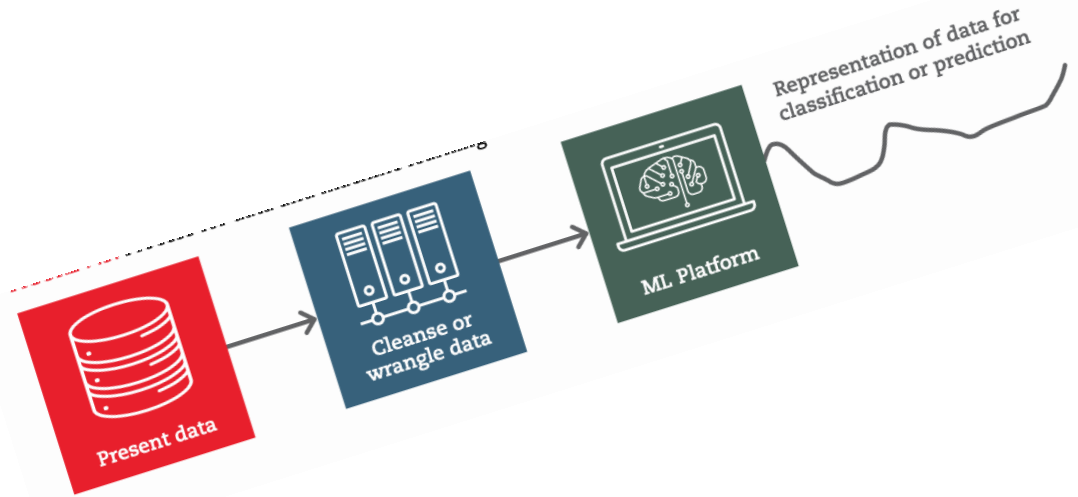 Present data
Cleanse or
wrangle data
ML Platform
Representation of data for
classification or prediction